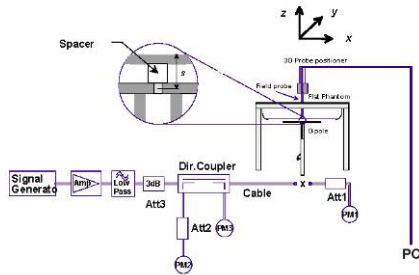 z
y
x
Spacer
s
3D Probe positioner
Field probe
Flat Phantom
Dipole
Signal
Generato
Amp
Low
Pass
3dB
Att3
Dir.Coupler
Cable
x
Att1
PM1
Att2
PM3
PM2
PC